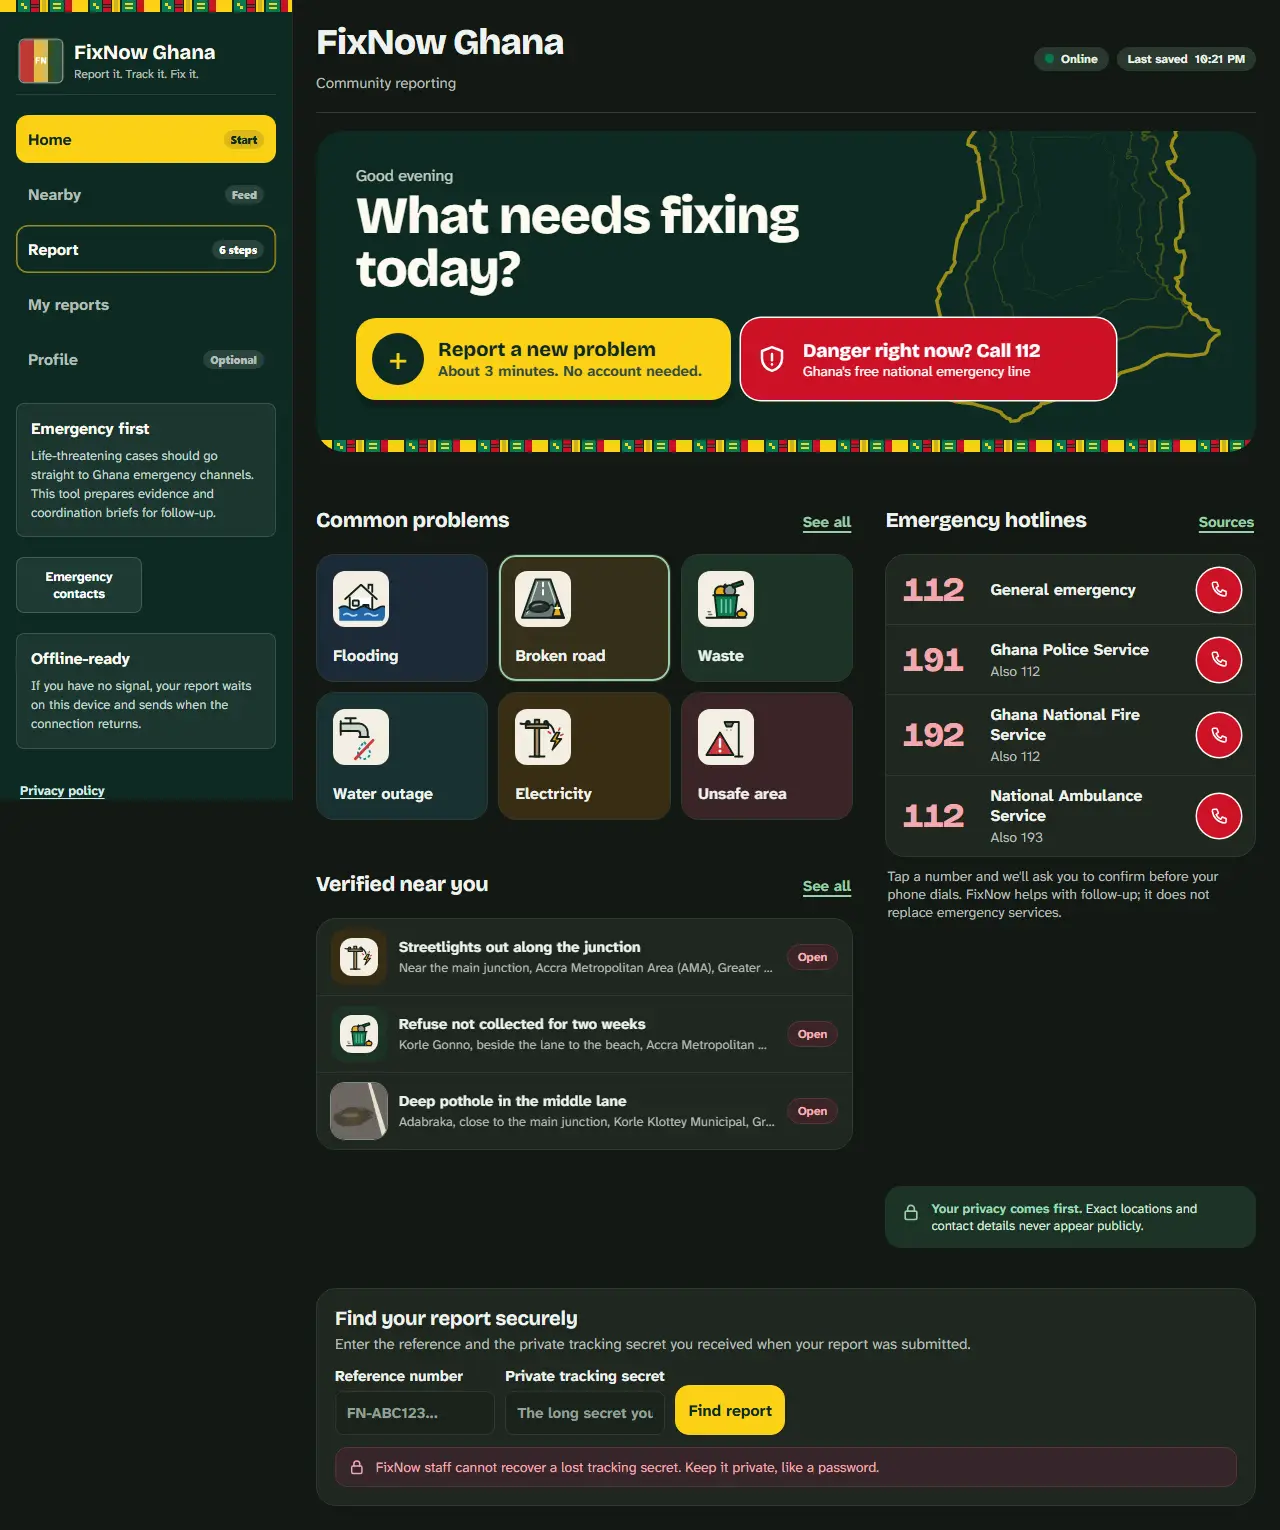 FN
FixNow Ghana
Report it. Track it. Fix it.
Home
Start
Nearby
Feed
Report
6 steps
My reports
Profile
Optional
Emergency first
Life-threatening cases should go
straight to Ghana emergency channels.
This tool prepares evidence and
coordination briefs for follow-up.
Emergency
contacts
Offline-ready
If you have no signal, your report waits
on this device and sends when the
connection returns.
Privacy policy
FixNow Ghana
Community reporting
Online
Last saved 10:21 PM
Good evening
What needs fixing
today?
+
Report a new problem
About 3 minutes. No account needed.
Danger right now? Call 112
Ghana's free national emergency line
Common problems
See all
Flooding
Broken road
Waste
Water outage
Electricity
Unsafe area
Emergency hotlines
Sources
112
General emergency
191
Ghana Police Service
Also 112
192
Ghana National Fire
Service
Also 112
112
National Ambulance
Service
Also 193
Tap a number and we'll ask you to confirm before your
phone dials. FixNow helps with follow-up; it does not
replace emergency services.
Verified near you
See all
Streetlights out along the junction
Near the main junction, Accra Metropolitan Area (AMA), Greater ...
Open
Refuse not collected for two weeks
Korle Gonno, beside the lane to the beach, Accra Metropolitan ...
Open
Deep pothole in the middle lane
Adabraka, close to the main junction, Korle Klottey Municipal, Gr...
Open
Your privacy comes first. Exact locations and
contact details never appear publicly.
Find your report securely
Enter the reference and the private tracking secret you received when your report was submitted.
Reference number
Private tracking secret
FN-ABC123...
The long secret you
Find report
FixNow staff cannot recover a lost tracking secret. Keep it private, like a password.